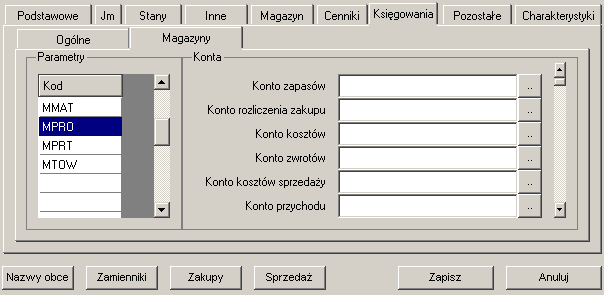 Podstawowe Jm Stany Inne Magazyn Cenniki Księgowania Pozostałe Charakterystyki
Ogólne Magazyny
Parametry
Kod
MMAT
MPRO
MPRT
MTOW
Konta
Konto zapasów ..
Konto rozliczenia zakupu ..
Konto kosztów ..
Konto zwrotów ..
Konto kosztów sprzedaży ..
Konto przychodu ..
Nazwy obce Zamienniki Zakupy Sprzedaż Zapisz Anuluj